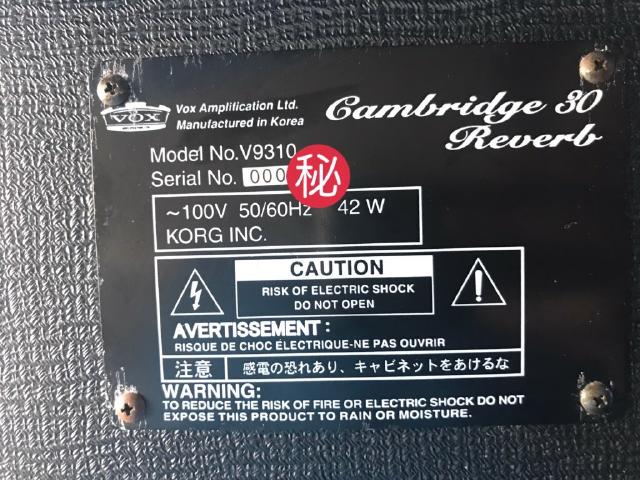 VOX
Vox Amplification Ltd.
Manufactured in Korea
Cambridge 30
Reverb
Model No.V9310
Serial No. 000
秘
~100V 50/60Hz 42 W
KORG INC.
CAUTION
RISK OF ELECTRIC SHOCK
DO NOT OPEN
AVERTISSEMENT :
RISQUE DE CHOC ÉLECTRIQUE-NE PAS OUVRIR
注意 感電の恐れあり、キャビネットをあけるな
WARNING:
TO REDUCE THE RISK OF FIRE OR ELECTRIC SHOCK DO NOT
EXPOSE THIS PRODUCT TO RAIN OR MOISTURE.